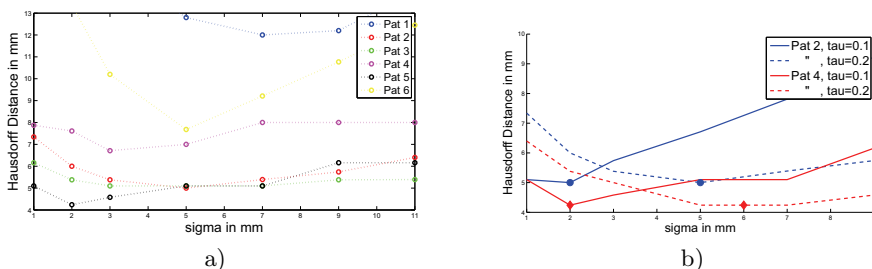 13
12
11
10
9
8
7
6
5
4
Hausdorff Distance in mm
1 2 3 4 5 6 7 8 9 10 11
sigma in mm
Pat 1
Pat 2
Pat 3
Pat 4
Pat 5
Pat 6
a)
10
9
8
7
6
5
4
Hausdorff Distance in mm
1 2 3 4 5 6 7 8
sigma in mm
Pat 2, tau=0.1
" , tau=0.2
Pat 4, tau=0.1
" , tau=0.2
b)